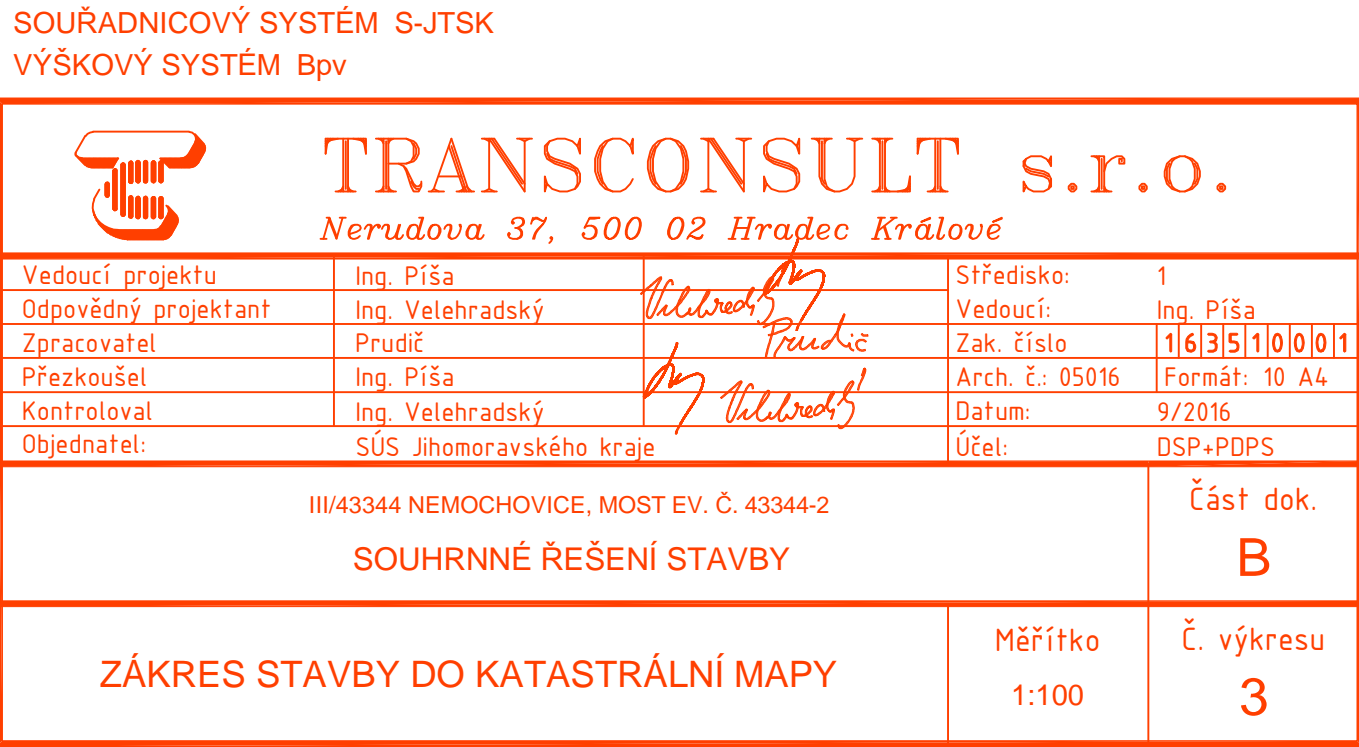 SOUŘADNICOVÝ SYSTÉM S-JTSK
VÝŠKOVÝ SYSTÉM Bpv
TRANSCONSULT s.r.o.
Nerudova 37, 500 02 Hradec Králové
Vedoucí projektu Ing. Píša Středisko: 1
Odpovědný projektant Ing. Velehradský Velehradský Vedoucí: Ing. Píša
Zpracovatel Prudič Prudič Zak. číslo 163510001
Přezkoušel Ing. Píša Arch. č.: 05016 Formát: 10 A4
Kontroloval Ing. Velehradský Velehradský Datum: 9/2016
Objednatel: SÚS Jihomoravského kraje Účel: DSP+PDPS
III/43344 NEMOCHOVICE, MOST EV. Č. 43344-2
SOUHRNNÉ ŘEŠENÍ STAVBY
Část dok.
B
ZÁKRES STAVBY DO KATASTRÁLNÍ MAPY
Měřítko
1:100
Č. výkresu
3